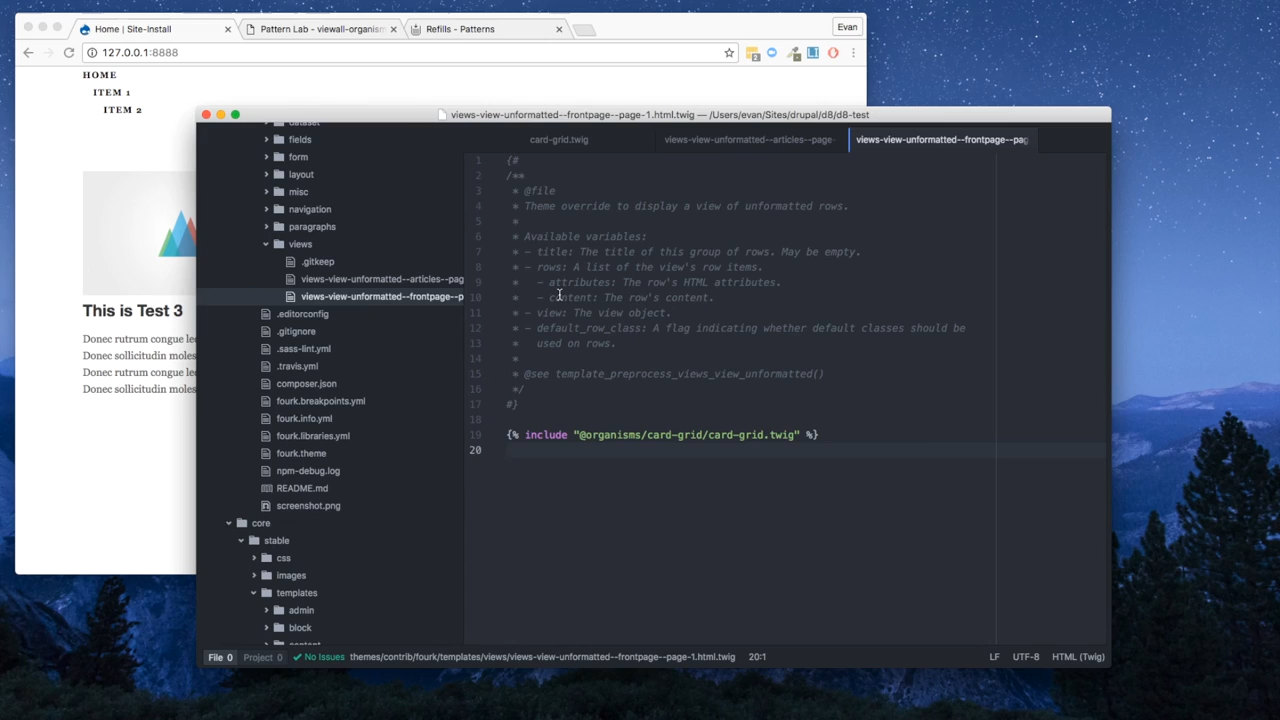 Home | Site-Install
Pattern Lab - viewall-organism
Refills - Patterns
Evan
127.0.0.1:8888
HOME
ITEM 1
ITEM 2
This is Test 3
Donec rutrum congue le
Donec sollicitudin moles
Donec rutrum congue le
Donec sollicitudin moles
views-view-unformatted--frontpage--page-1.html.twig — /Users/evan/Sites/drupal/d8/d8-test
card-grid.twig
views-view-unformatted--articles--page-
views-view-unformatted--frontpage--pag
dataset
fields
form
layout
misc
navigation
paragraphs
views
.gitkeep
views-view-unformatted--articles--pag
views-view-unformatted--frontpage--p
.editorconfig
.gitignore
.sass-lint.yml
.travis.yml
composer.json
fourk.breakpoints.yml
fourk.info.yml
fourk.libraries.yml
fourk.theme
npm-debug.log
README.md
screenshot.png
core
stable
css
images
templates
admin
block
content
1 {#
2 /**
3 * @file
4 * Theme override to display a view of unformatted rows.
5 *
6 * Available variables:
7 * - title: The title of this group of rows. May be empty.
8 * - rows: A list of the view's row items.
9 *   - attributes: The row's HTML attributes.
10 *   - content: The row's content.
11 * - view: The view object.
12 * - default_row_class: A flag indicating whether default classes should be
13 *   used on rows.
14 *
15 * @see template_preprocess_views_view_unformatted()
16 */
17 #}
18
19 {% include "@organisms/card-grid/card-grid.twig" %}
20
File 0 Project 0 No Issues themes/contrib/fourk/templates/views/views-view-unformatted--frontpage--page-1.html.twig 20:1 LF UTF-8 HTML (Twig)